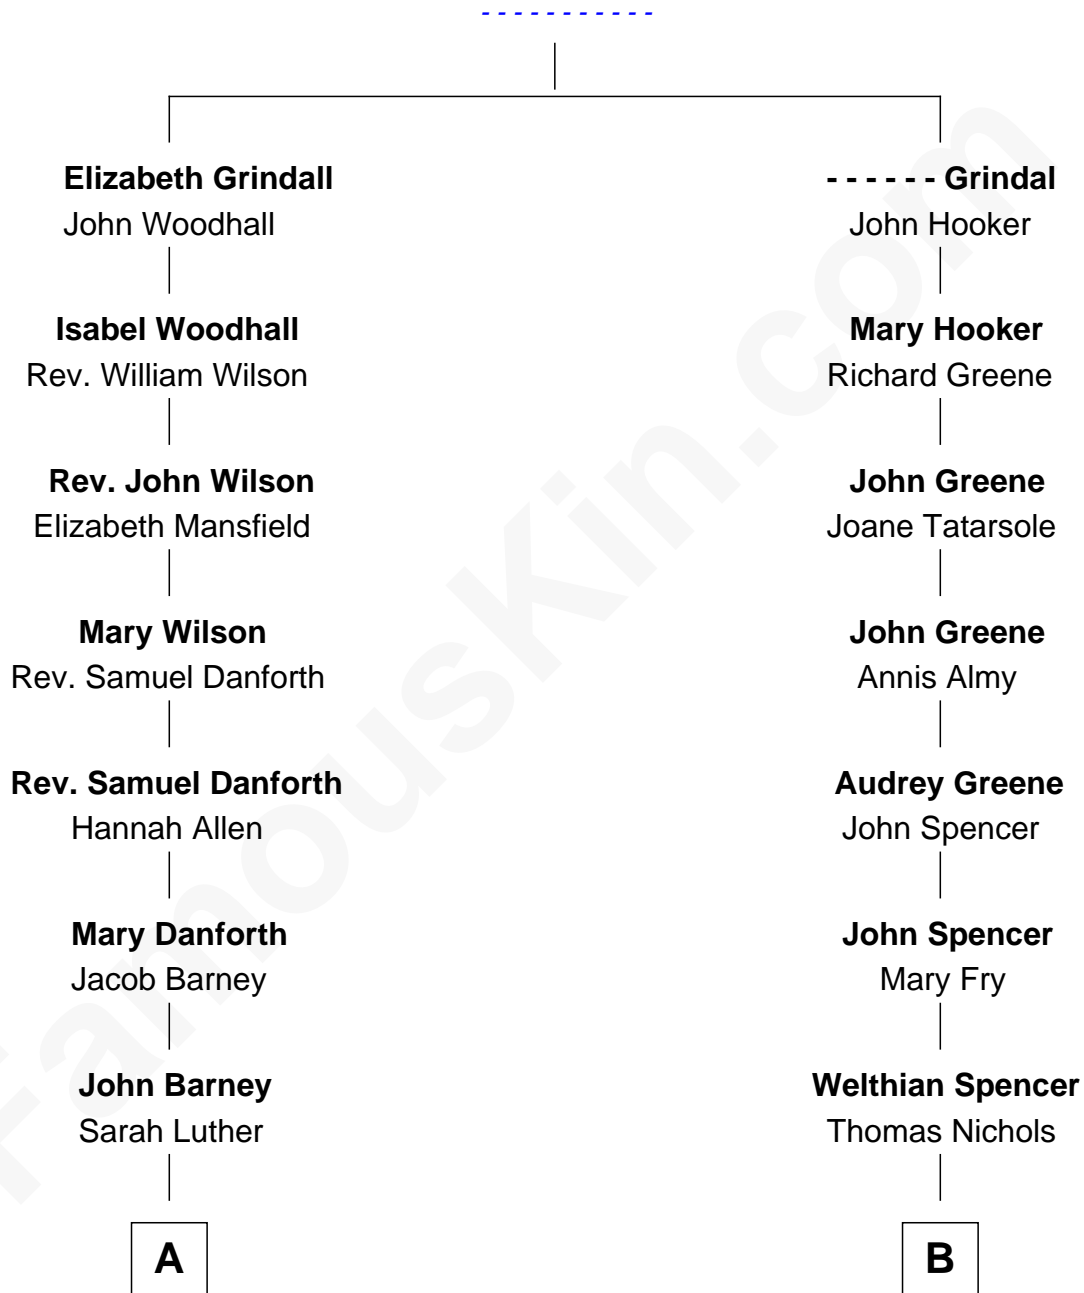 - - - - - - - - - - -
Elizabeth Grindall
John Woodhall
- - - - - - Grindal
John Hooker
Isabel Woodhall
Rev. William Wilson
Mary Hooker
Richard Greene
Rev. John Wilson
Elizabeth Mansfield
John Greene
Joane Tatarsole
Mary Wilson
Rev. Samuel Danforth
John Greene
Annis Almy
Rev. Samuel Danforth
Hannah Allen
Audrey Greene
John Spencer
Mary Danforth
Jacob Barney
John Spencer
Mary Fry
John Barney
Sarah Luther
Welthian Spencer
Thomas Nichols
A
B
FamousKin.com